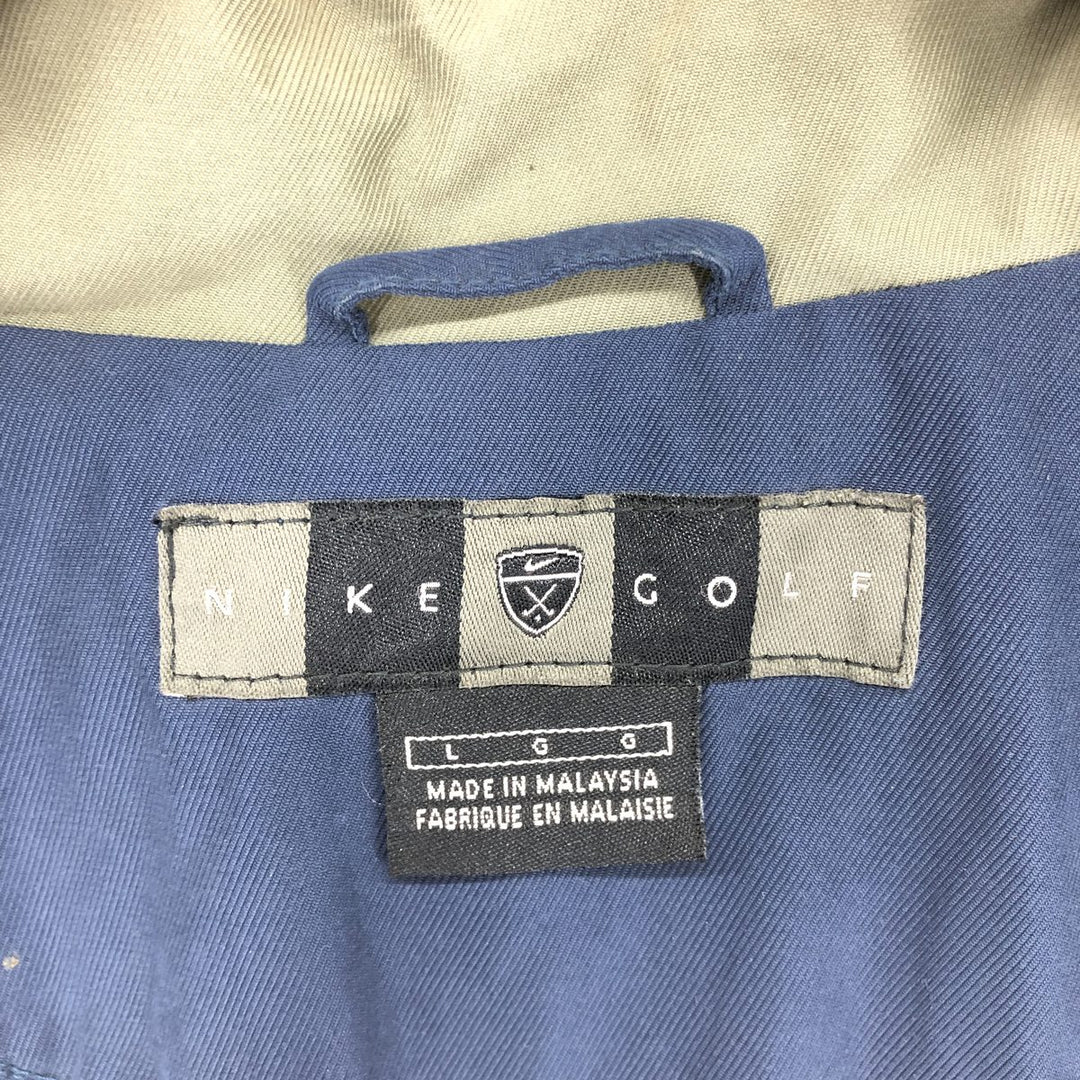 NIKE GOLF
L G G
MADE IN MALAYSIA
FABRIQUE EN MALAISIE